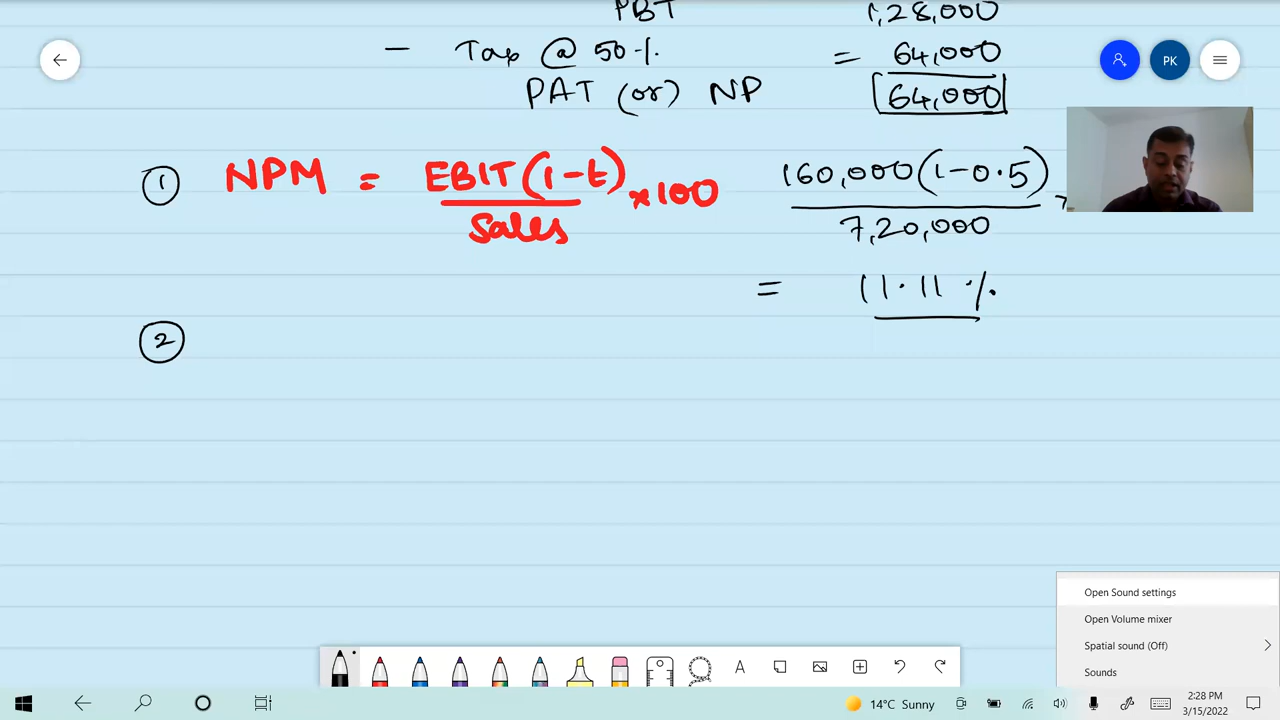 PBT 1,28,000
— Tax @ 50 % = 64,000
PAT (or) NP 64,000
PK
① NPM = EBIT(1-t) / Sales × 100 160,000(1-0.5) / 7,20,000
= 11.11 %
②
Open Sound settings
Open Volume mixer
Spatial sound (Off)
Sounds
A
14°C Sunny
2:28 PM
3/15/2022